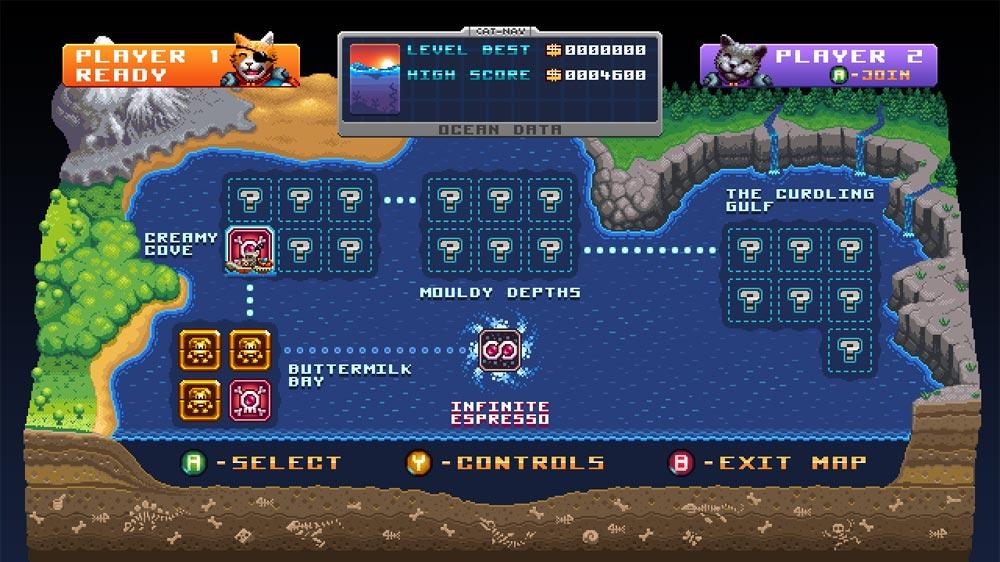 CAT-NAV
PLAYER 1
READY
LEVEL BEST $0000000
HIGH SCORE $0004600
OCEAN DATA
PLAYER 2
A-JOIN
? ? ? ? ? ?
THE CURDLING
GULF
CREAMY
COVE
? ? ? ? ? ? ? ?
MOULDY DEPTHS
? ? ?
?
BUTTERMILK
BAY
INFINITE
ESPRESSO
A-SELECT Y-CONTROLS B-EXIT MAP